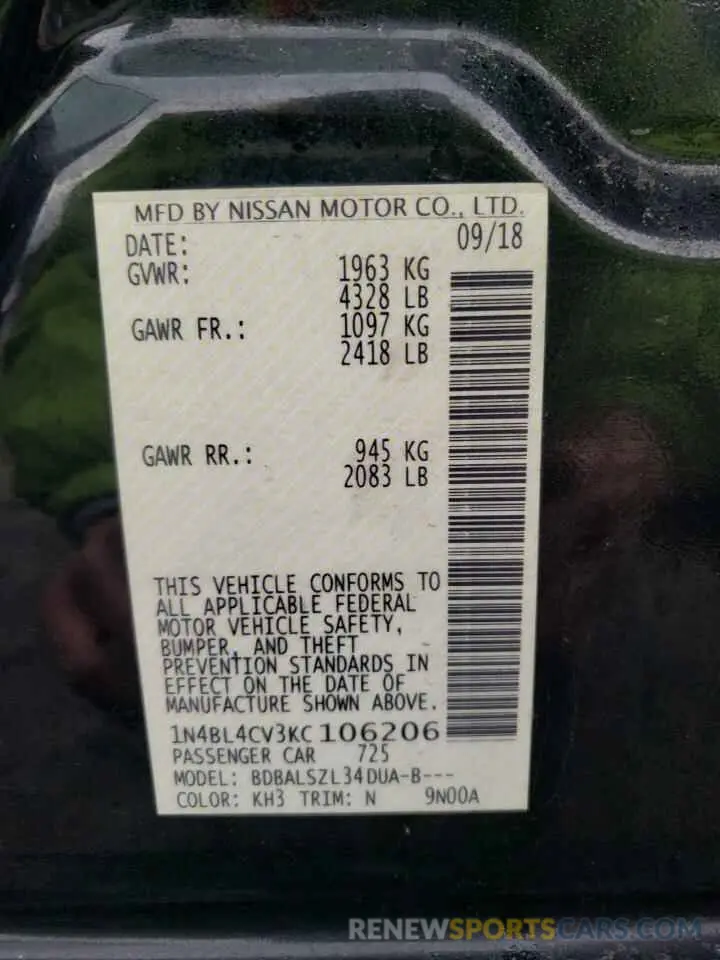 MFD BY NISSAN MOTOR CO., LTD.
DATE: 09/18
GVWR: 1963 KG
4328 LB
GAWR FR.: 1097 KG
2418 LB
GAWR RR.: 945 KG
2083 LB
THIS VEHICLE CONFORMS TO
ALL APPLICABLE FEDERAL
MOTOR VEHICLE SAFETY,
BUMPER, AND THEFT
PREVENTION STANDARDS IN
EFFECT ON THE DATE OF
MANUFACTURE SHOWN ABOVE.
1N4BL4CV3KC106206
PASSENGER CAR 725
MODEL: BDBALSZL34DUA-B---
COLOR: KH3 TRIM: N 9N00A
RENEWSPORTSCARS.COM